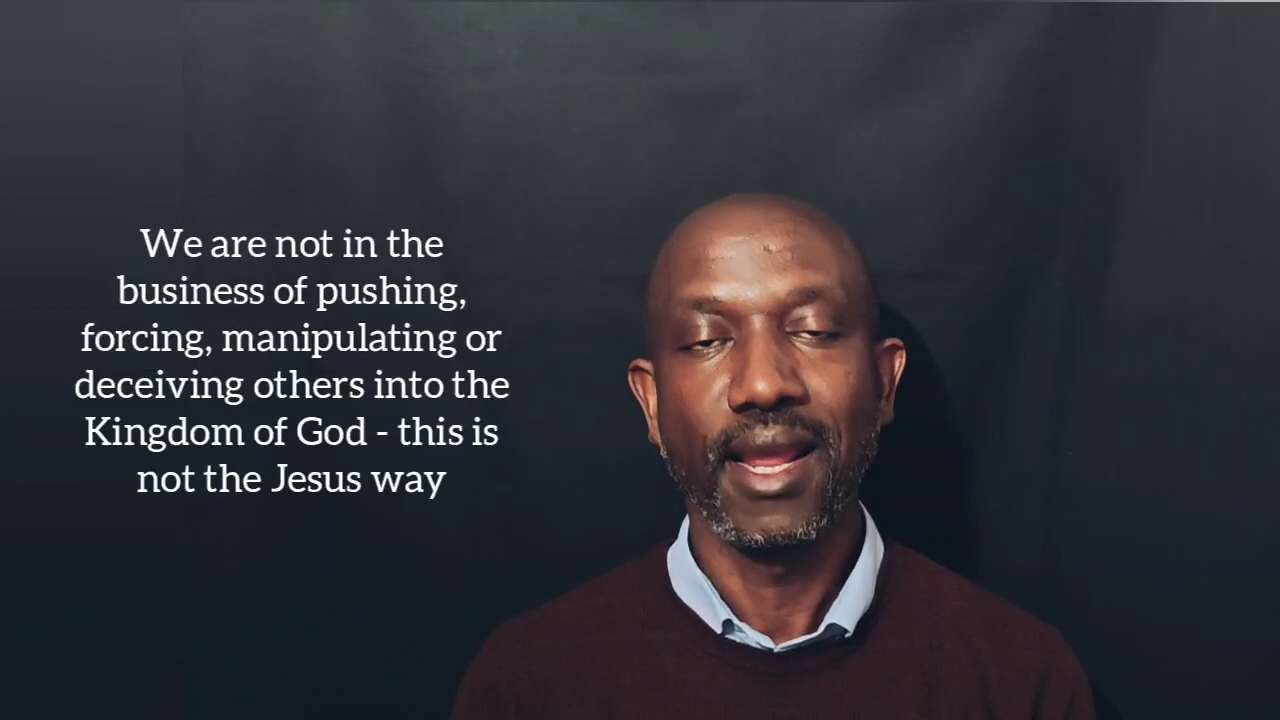 We are not in the
business of pushing,
forcing, manipulating or
deceiving others into the
Kingdom of God - this is
not the Jesus way